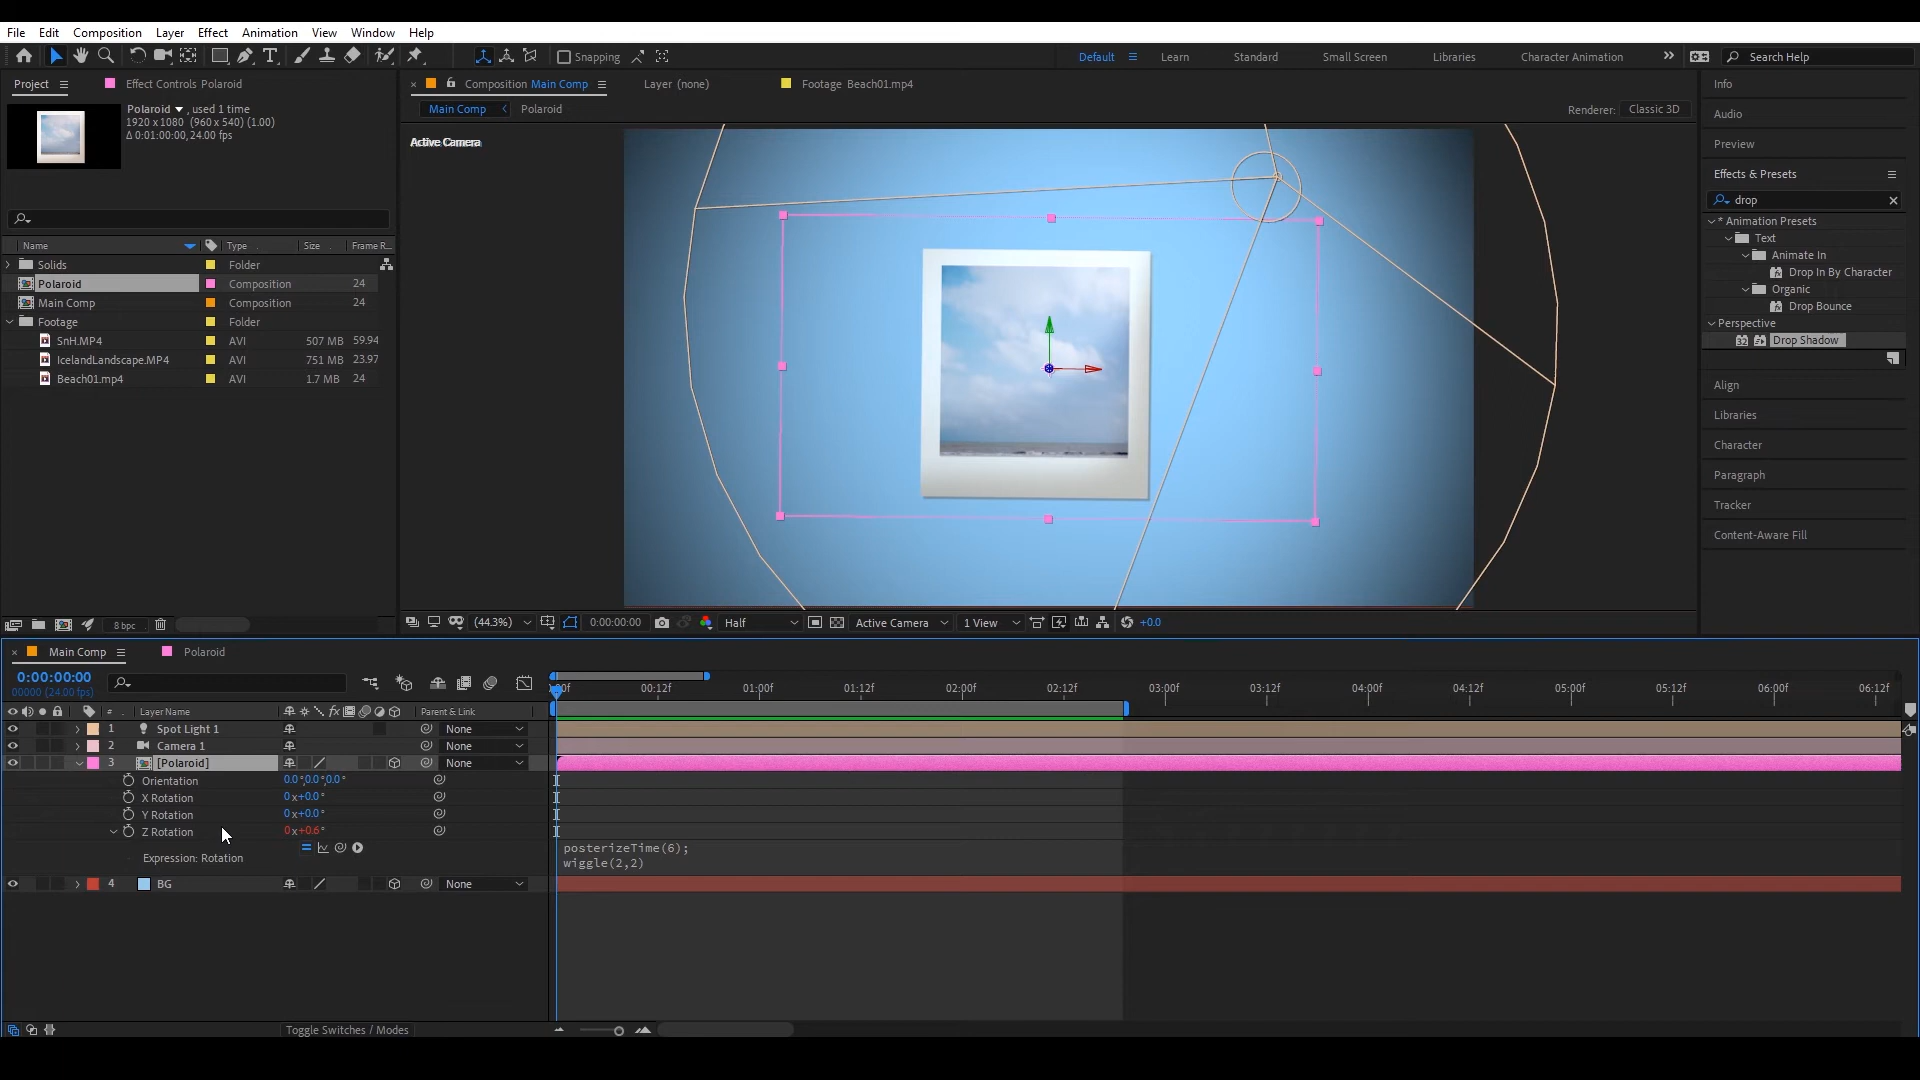 File Edit Composition Layer Effect Animation View Window Help
Snapping
Default Learn Standard Small Screen Libraries Character Animation
Search Help
Project Effect Controls Polaroid
Polaroid , used 1 time
1920 x 1080 (960 x 540) (1.00)
Δ 0:01:00:00, 24.00 fps
Name Type Size Frame R...
Solids Folder
Polaroid Composition 24
Main Comp Composition 24
Footage Folder
SnH.MP4 AVI 507 MB 59.94
IcelandLandscape.MP4 AVI 751 MB 23.97
Beach01.mp4 AVI 1.7 MB 24
8 bpc
Composition Main Comp Layer (none) Footage Beach01.mp4
Main Comp Polaroid
Renderer: Classic 3D
Active Camera
(44.3%) 0:00:00:00 Half Active Camera 1 View +0.0
Info
Audio
Preview
Effects & Presets
drop
* Animation Presets
Text
Animate In
Drop In By Character
Organic
Drop Bounce
Perspective
32 Drop Shadow
Align
Libraries
Character
Paragraph
Tracker
Content-Aware Fill
Main Comp Polaroid
0:00:00:00
00000 (24.00 fps)
:00f 00:12f 01:00f 01:12f 02:00f 02:12f 03:00f 03:12f 04:00f 04:12f 05:00f 05:12f 06:00f 06:12f
# Layer Name fx Parent & Link
1 Spot Light 1 None
2 Camera 1 None
3 [Polaroid] None
Orientation 0.0°,0.0°,0.0°
X Rotation 0x+0.0°
Y Rotation 0x+0.0°
Z Rotation 0x+0.6°
Expression: Rotation
posterizeTime(6);
wiggle(2,2)
4 BG None
Toggle Switches / Modes